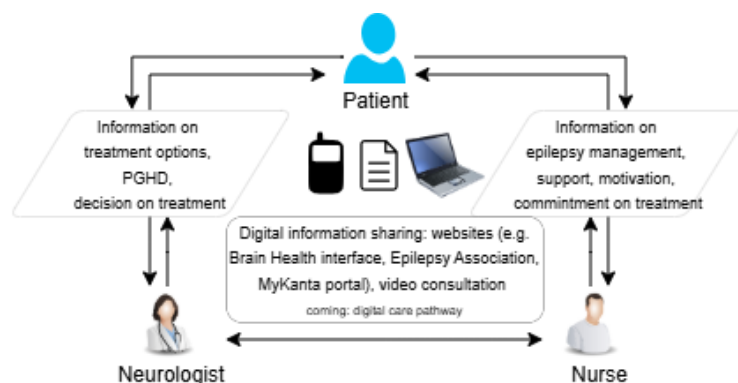 Patient
Information on
treatment options,
PGHD,
decision on treatment
Information on
epilepsy management,
support, motivation,
commintment on treatment
Digital information sharing: websites (e.g.
Brain Health interface, Epilepsy Association,
MyKanta portal), video consultation
coming: digital care pathway
Neurologist
Nurse